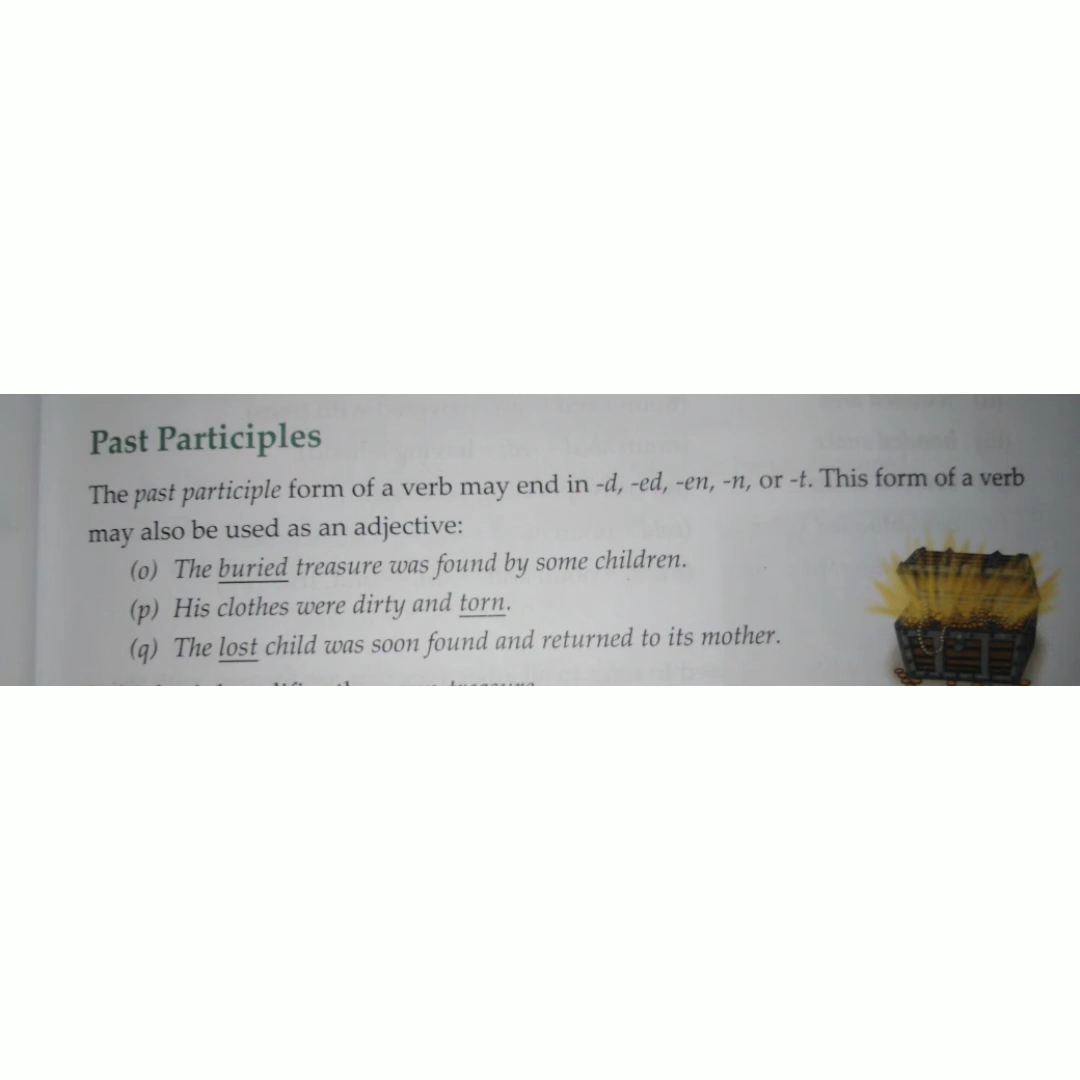 Past Participles
The past participle form of a verb may end in -d, -ed, -en, -n, or -t. This form of a verb
may also be used as an adjective:
(o) The buried treasure was found by some children.
(p) His clothes were dirty and torn.
(q) The lost child was soon found and returned to its mother.